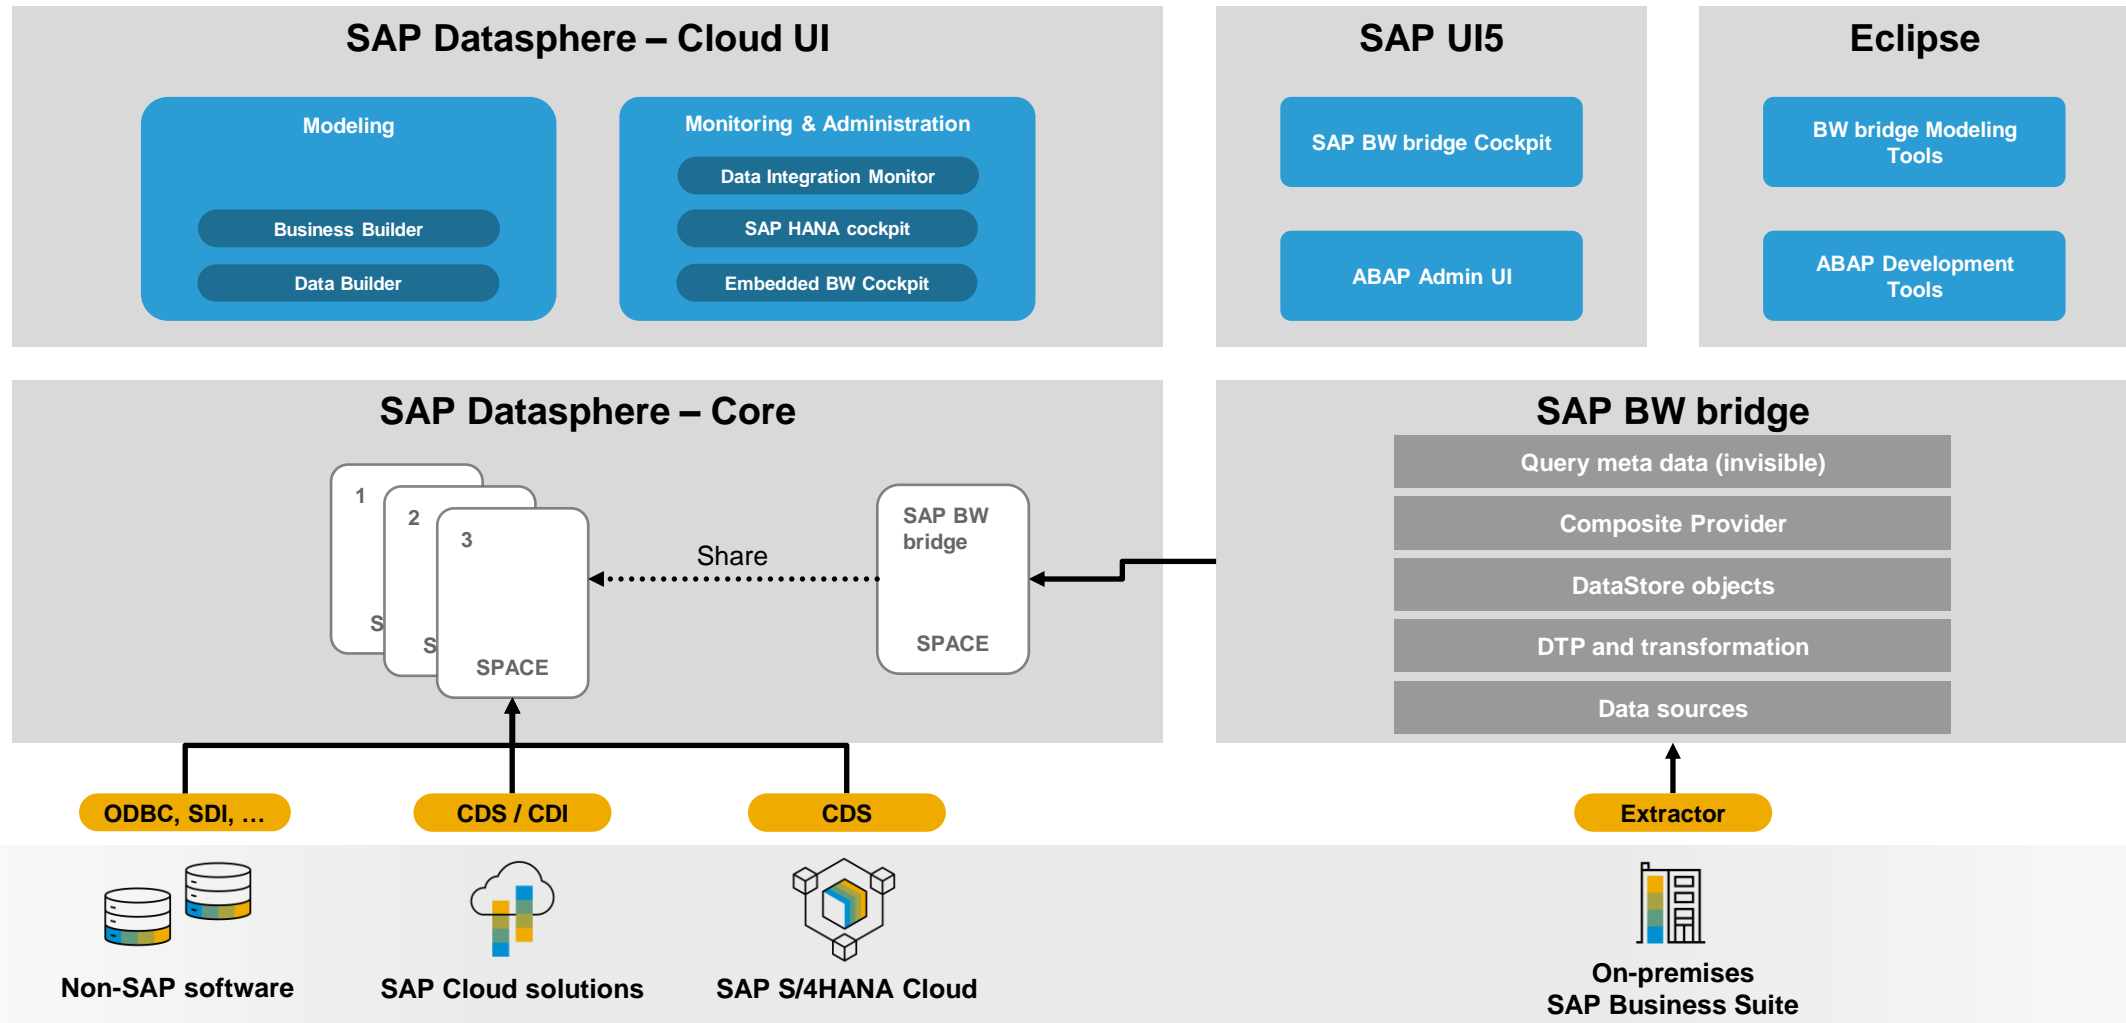 SAP Datasphere – Cloud UI
Modeling
Business Builder
Data Builder
Monitoring & Administration
Data Integration Monitor
SAP HANA cockpit
Embedded BW Cockpit
SAP UI5
SAP BW bridge Cockpit
ABAP Admin UI
Eclipse
BW bridge Modeling
Tools
ABAP Development
Tools
SAP Datasphere – Core
1
S
2
S
3
SPACE
Share
SAP BW
bridge
SPACE
SAP BW bridge
Query meta data (invisible)
Composite Provider
DataStore objects
DTP and transformation
Data sources
ODBC, SDI, …
CDS / CDI
CDS
Extractor
Non-SAP software
SAP Cloud solutions
SAP S/4HANA Cloud
On-premises
SAP Business Suite